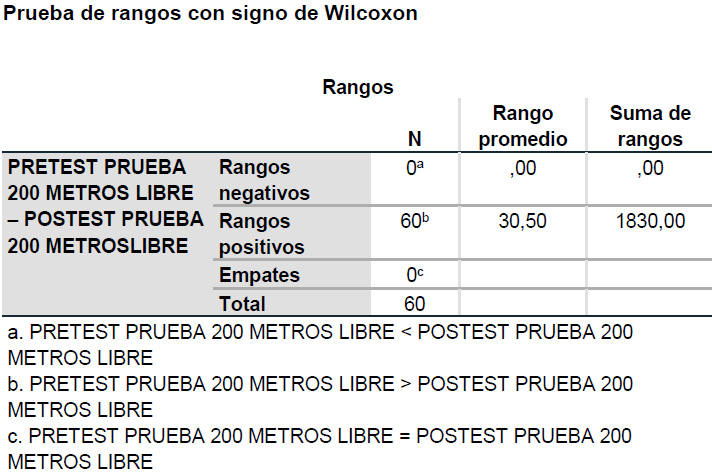 Prueba de rangos con signo de Wilcoxon
Rangos
N
Rango
promedio
Suma de
rangos
PRETEST PRUEBA
200 METROS LIBRE
– POSTEST PRUEBA
200 METROSLIBRE
Rangos
negativos
0a
,00
,00
Rangos
positivos
60b
30,50
1830,00
Empates
0c
Total
60
a. PRETEST PRUEBA 200 METROS LIBRE < POSTEST PRUEBA 200
METROS LIBRE
b. PRETEST PRUEBA 200 METROS LIBRE > POSTEST PRUEBA 200
METROS LIBRE
c. PRETEST PRUEBA 200 METROS LIBRE = POSTEST PRUEBA 200
METROS LIBRE